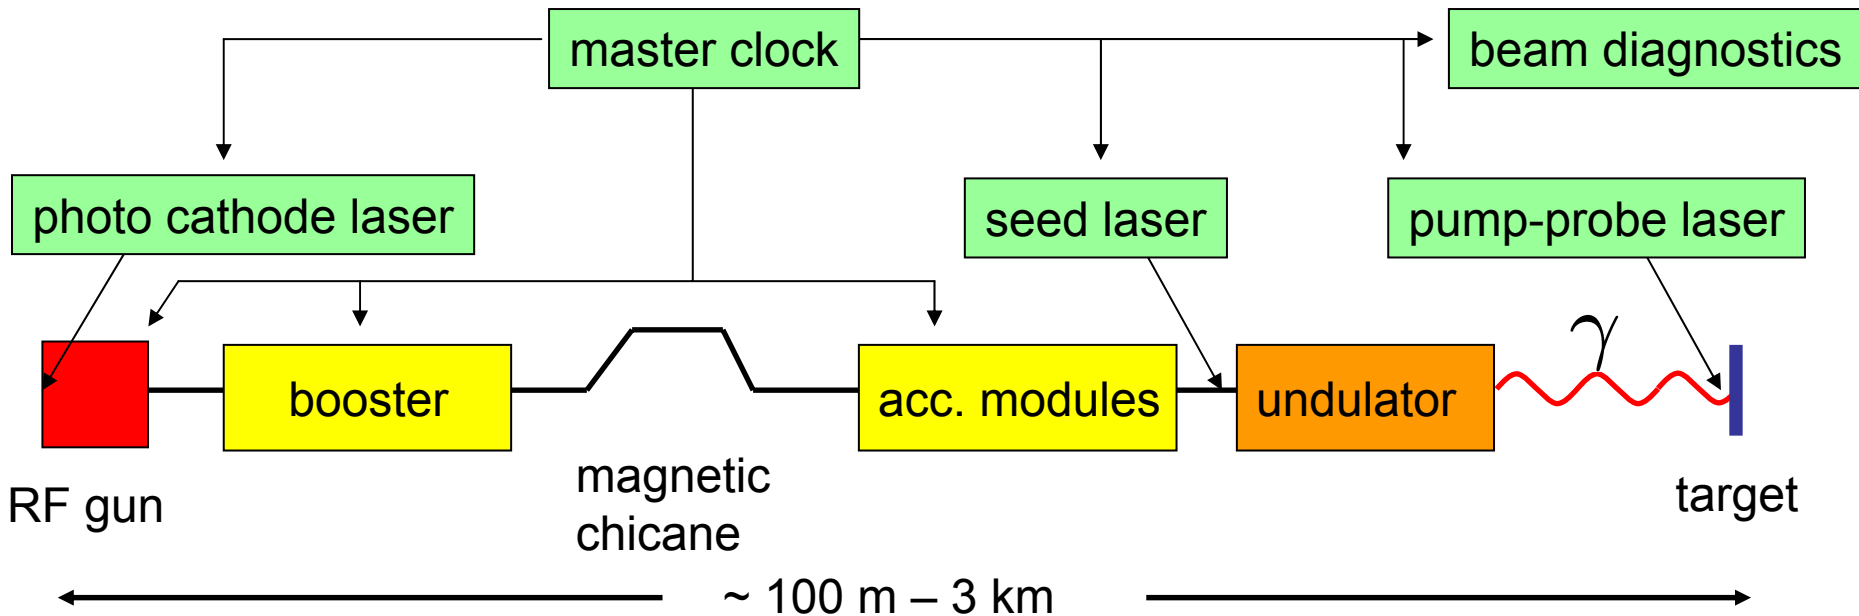 master clock
beam diagnostics
photo cathode laser
seed laser
pump-probe laser
γ
booster
acc. modules
undulator
RF gun
magnetic
chicane
target
~ 100 m – 3 km